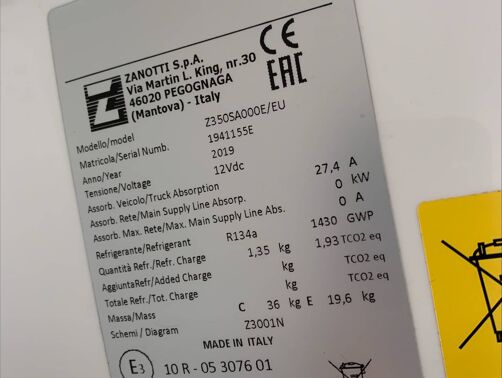 ZANOTTI S.p.A.
Via Martin L. King, nr.30
46020 PEGOGNAGA
(Mantova) - Italy
CE
EAC
Modello/model Z350SA000E/EU
Matricola/Serial Numb. 1941155E
Anno/Year 2019
Tensione/Voltage 12Vdc
Assorb. Veicolo/Truck Absorption 27,4 A
Assorb. Rete/Main Supply Line Absorp. 0 kW
Assorb. Max. Rete/Max. Main Supply Line Abs. 0 A
Refrigerante/Refrigerant R134a 1430 GWP
Quantità Refr./Refr. Charge 1,35 kg 1,93 TCO2 eq
AggiuntaRefr/Added Charge kg TCO2 eq
Totale Refr./Tot. Charge kg TCO2 eq
Massa/Mass C 36 kg E 19,6 kg
Schemi / Diagram Z3001N
MADE IN ITALY
E3 10 R - 05 3076 01